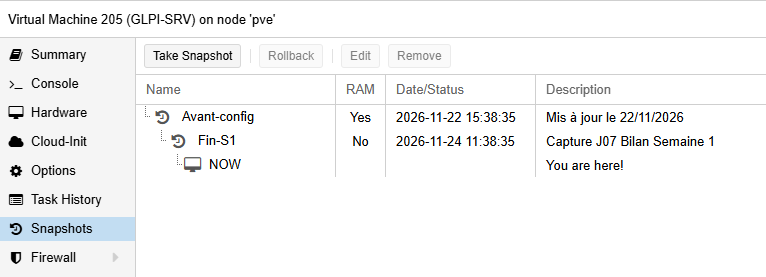 Virtual Machine 205 (GLPI-SRV) on node 'pve'
Summary
Console
Hardware
Cloud-Init
Options
Task History
Snapshots
Firewall
Take Snapshot Rollback Edit Remove
Name RAM Date/Status Description
Avant-config Yes 2026-11-22 15:38:35 Mis à jour le 22/11/2026
Fin-S1 No 2026-11-24 11:38:35 Capture J07 Bilan Semaine 1
NOW You are here!